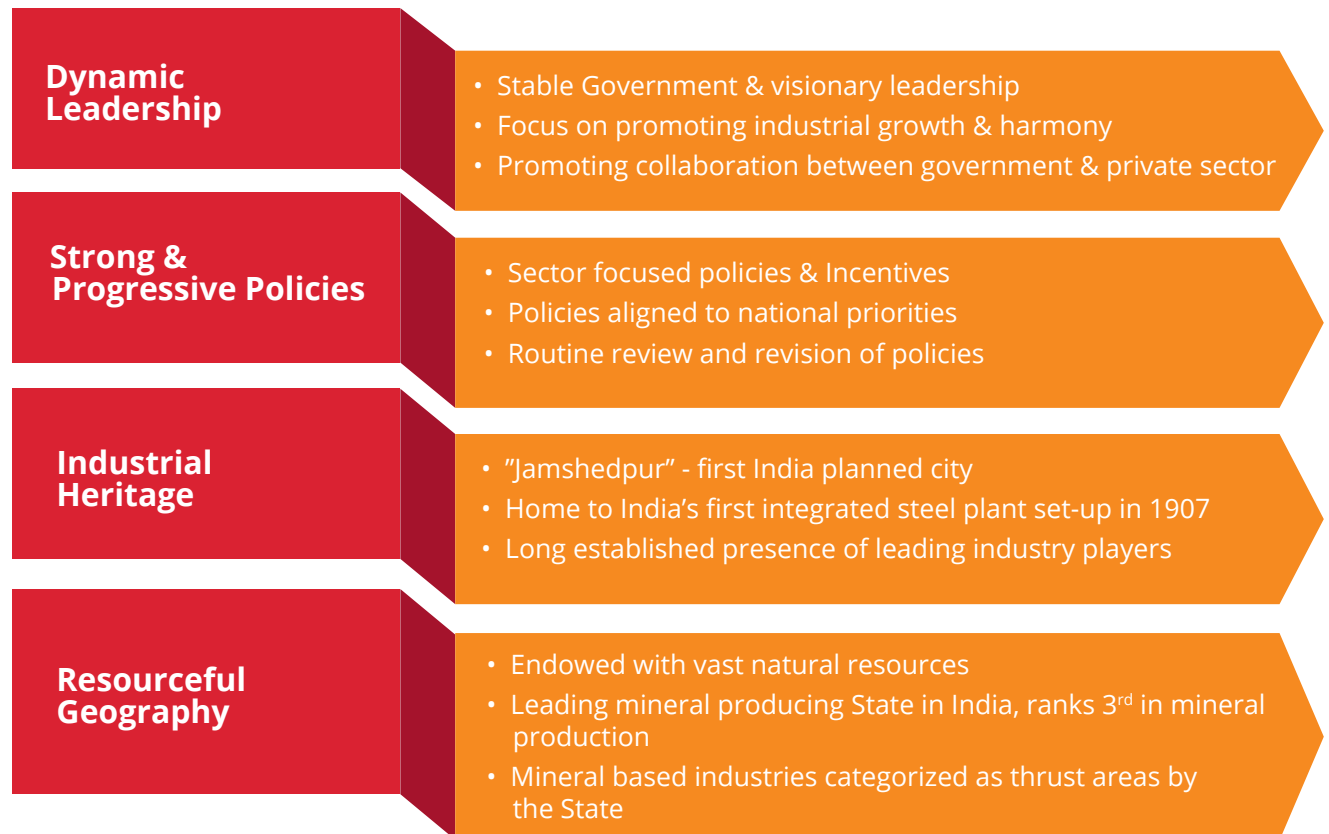 Dynamic
Leadership
• Stable Government & visionary leadership
• Focus on promoting industrial growth & harmony
• Promoting collaboration between government & private sector
Strong &
Progressive Policies
• Sector focused policies & Incentives
• Policies aligned to national priorities
• Routine review and revision of policies
Industrial
Heritage
• ”Jamshedpur” - first India planned city
• Home to India’s first integrated steel plant set-up in 1907
• Long established presence of leading industry players
Resourceful
Geography
• Endowed with vast natural resources
• Leading mineral producing State in India, ranks 3rd in mineral
production
• Mineral based industries categorized as thrust areas by
the State